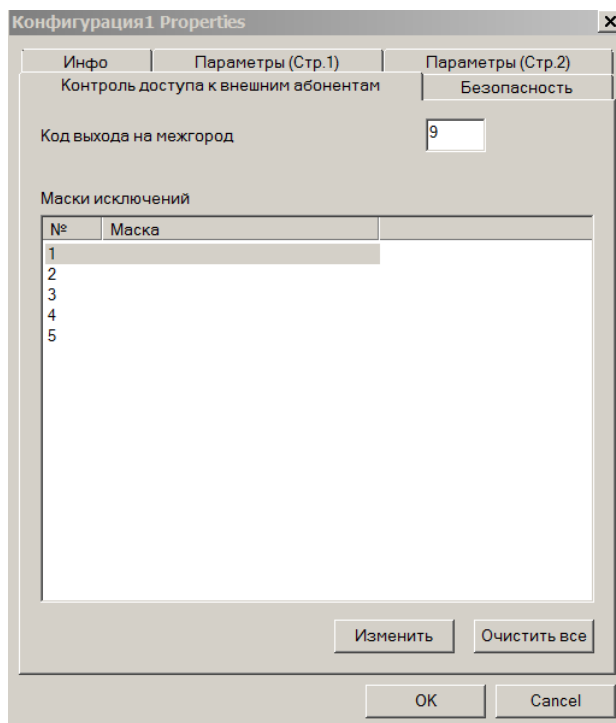 Конфигурация1 Properties
Инфо Параметры (Стр.1) Параметры (Стр.2)
Контроль доступа к внешним абонентам Безопасность
Код выхода на межгород 9
Маски исключений
№ Маска
1
2
3
4
5
Изменить Очистить все
OK Cancel